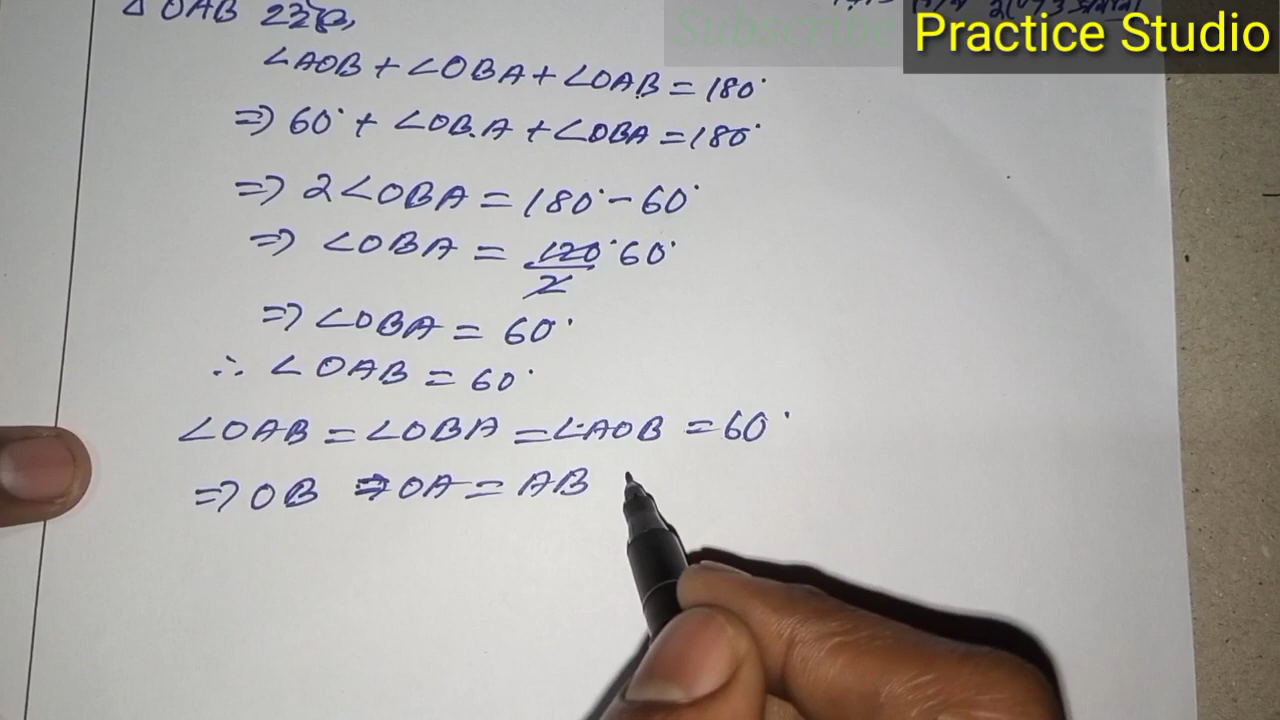 Practice Studio
Subscribe
Δ OAB
∠AOB + ∠OBA + ∠OAB = 180°
⇒ 60° + ∠OBA + ∠OBA = 180°
⇒ 2∠OBA = 180° - 60°
⇒ ∠OBA = 120°/2 60°
⇒ ∠OBA = 60°
∴ ∠OAB = 60°
∠OAB = ∠OBA = ∠AOB = 60°
⇒ OB = OA = AB